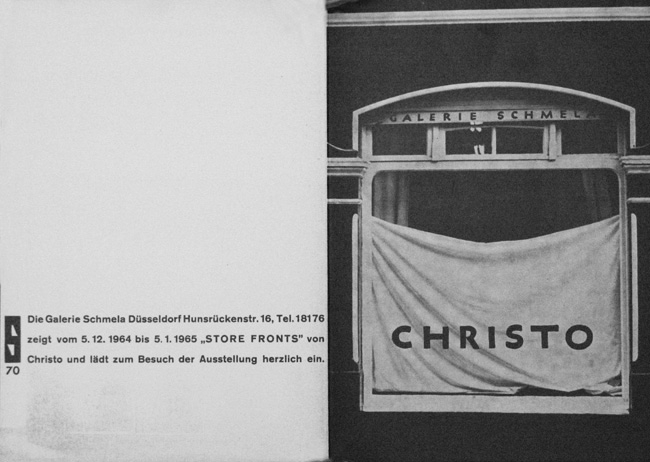 Die Galerie Schmela Düsseldorf Hunsrückenstr. 16, Tel. 18176
zeigt vom 5. 12. 1964 bis 5. 1. 1965 „STORE FRONTS” von
Christo und lädt zum Besuch der Ausstellung herzlich ein.
70
GALERIE SCHMELA
CHRISTO